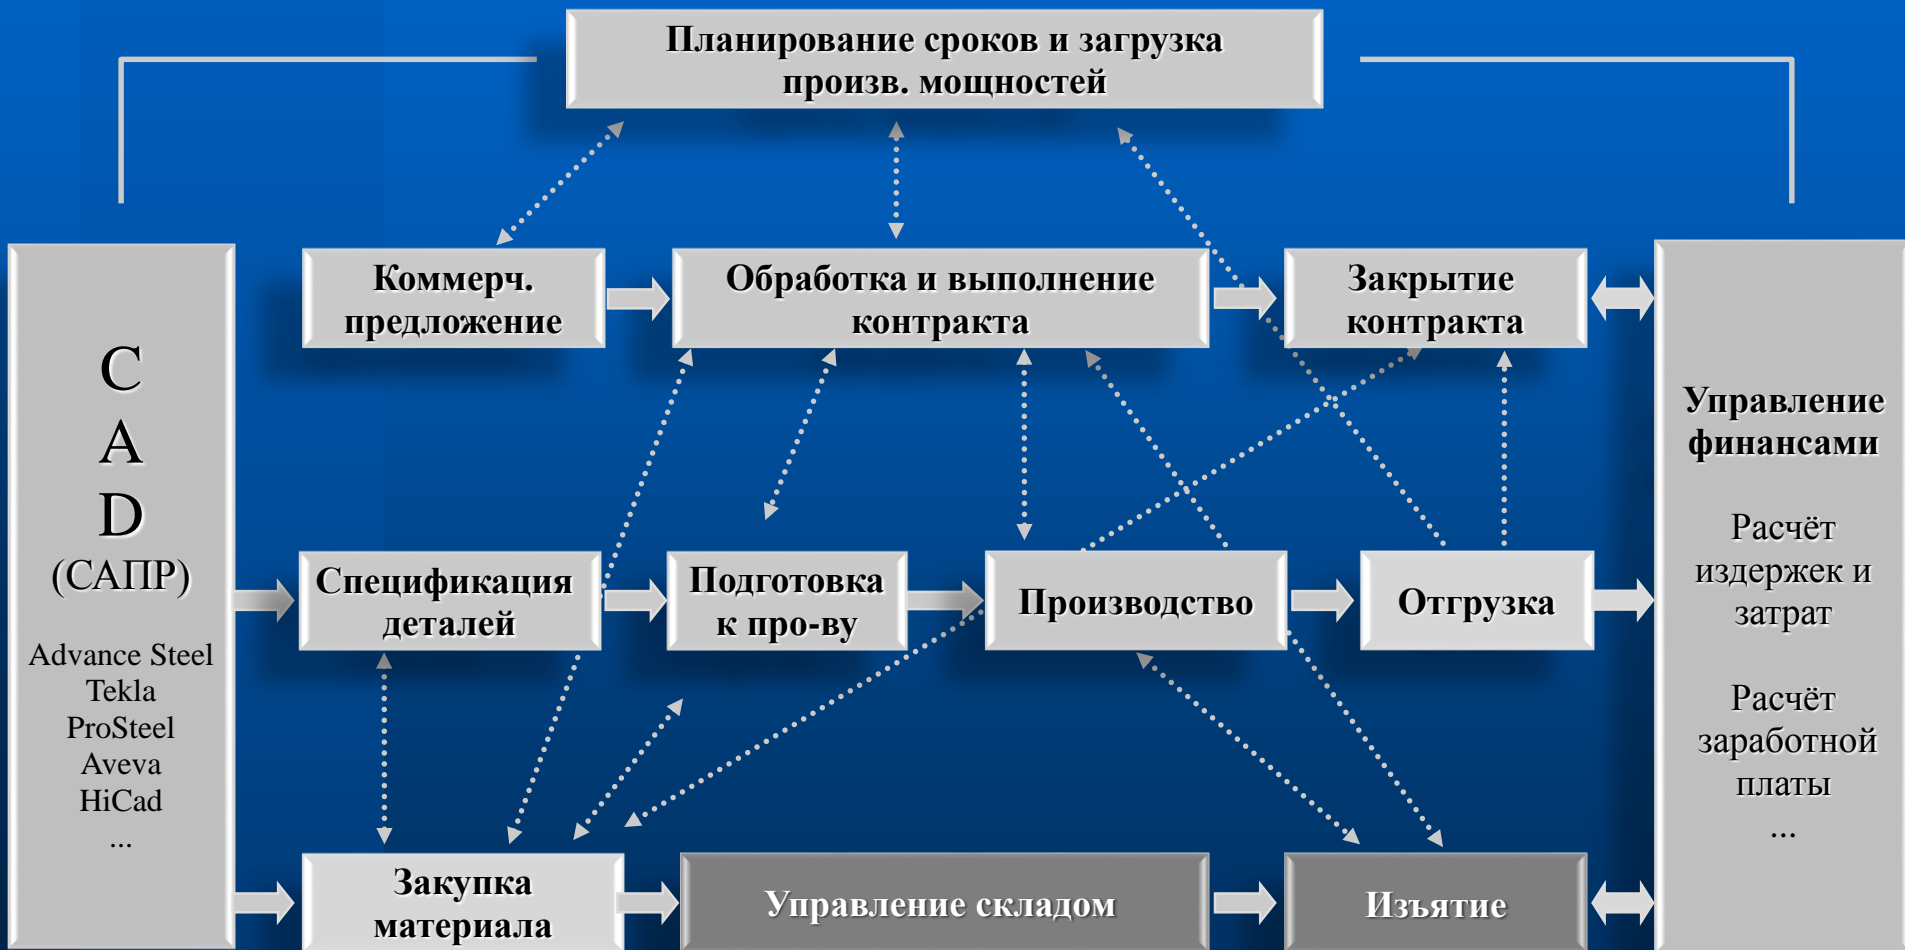 Планирование сроков и загрузка
произв. мощностей
Коммерч.
предложение
Обработка и выполнение
контракта
Закрытие
контракта
C
A
D
(САПР)
Advance Steel
Tekla
ProSteel
Aveva
HiCad
...
Спецификация
деталей
Подготовка
к про-ву
Производство
Отгрузка
Управление
финансами
Расчёт
издержек и
затрат
Расчёт
заработной
платы
...
Закупка
материала
Управление складом
Изъятие